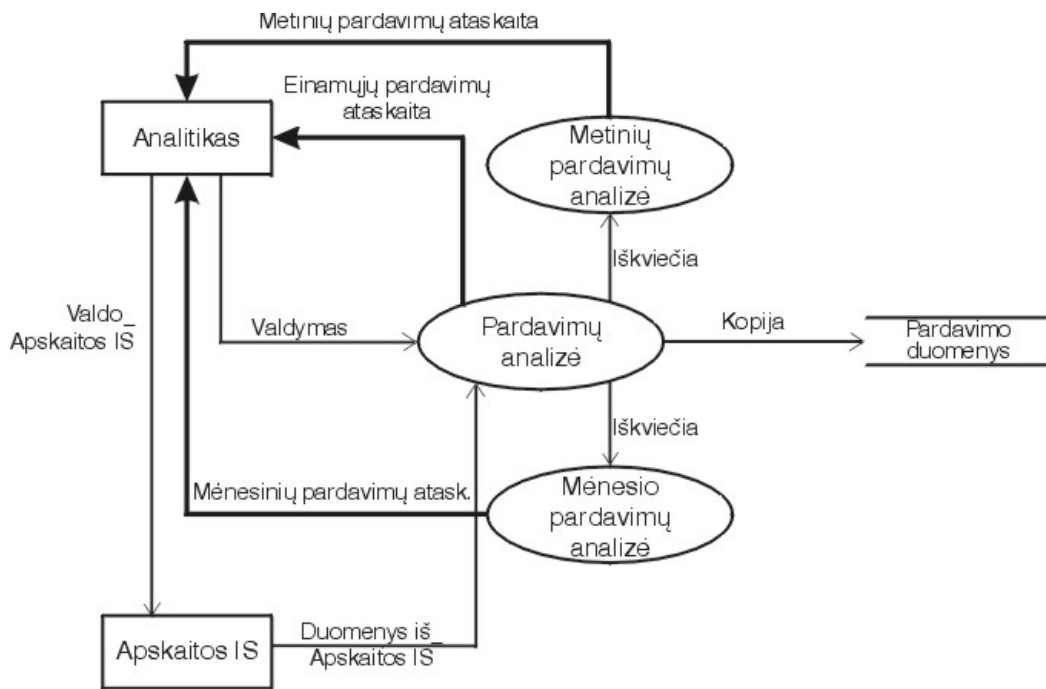 Metinių pardavimų ataskaita
Einamųjų pardavimų
ataskaita
Analitikas
Metinių
pardavimų
analizė
Iškviečia
Valdo_
Apskaitos IS
Valdymas
Pardavimų
analizė
Kopija
Pardavimo
duomenys
Iškviečia
Mėnesinių pardavimų atask.
Mėnesio
pardavimų
analizė
Apskaitos IS
Duomenys iš_
Apskaitos IS